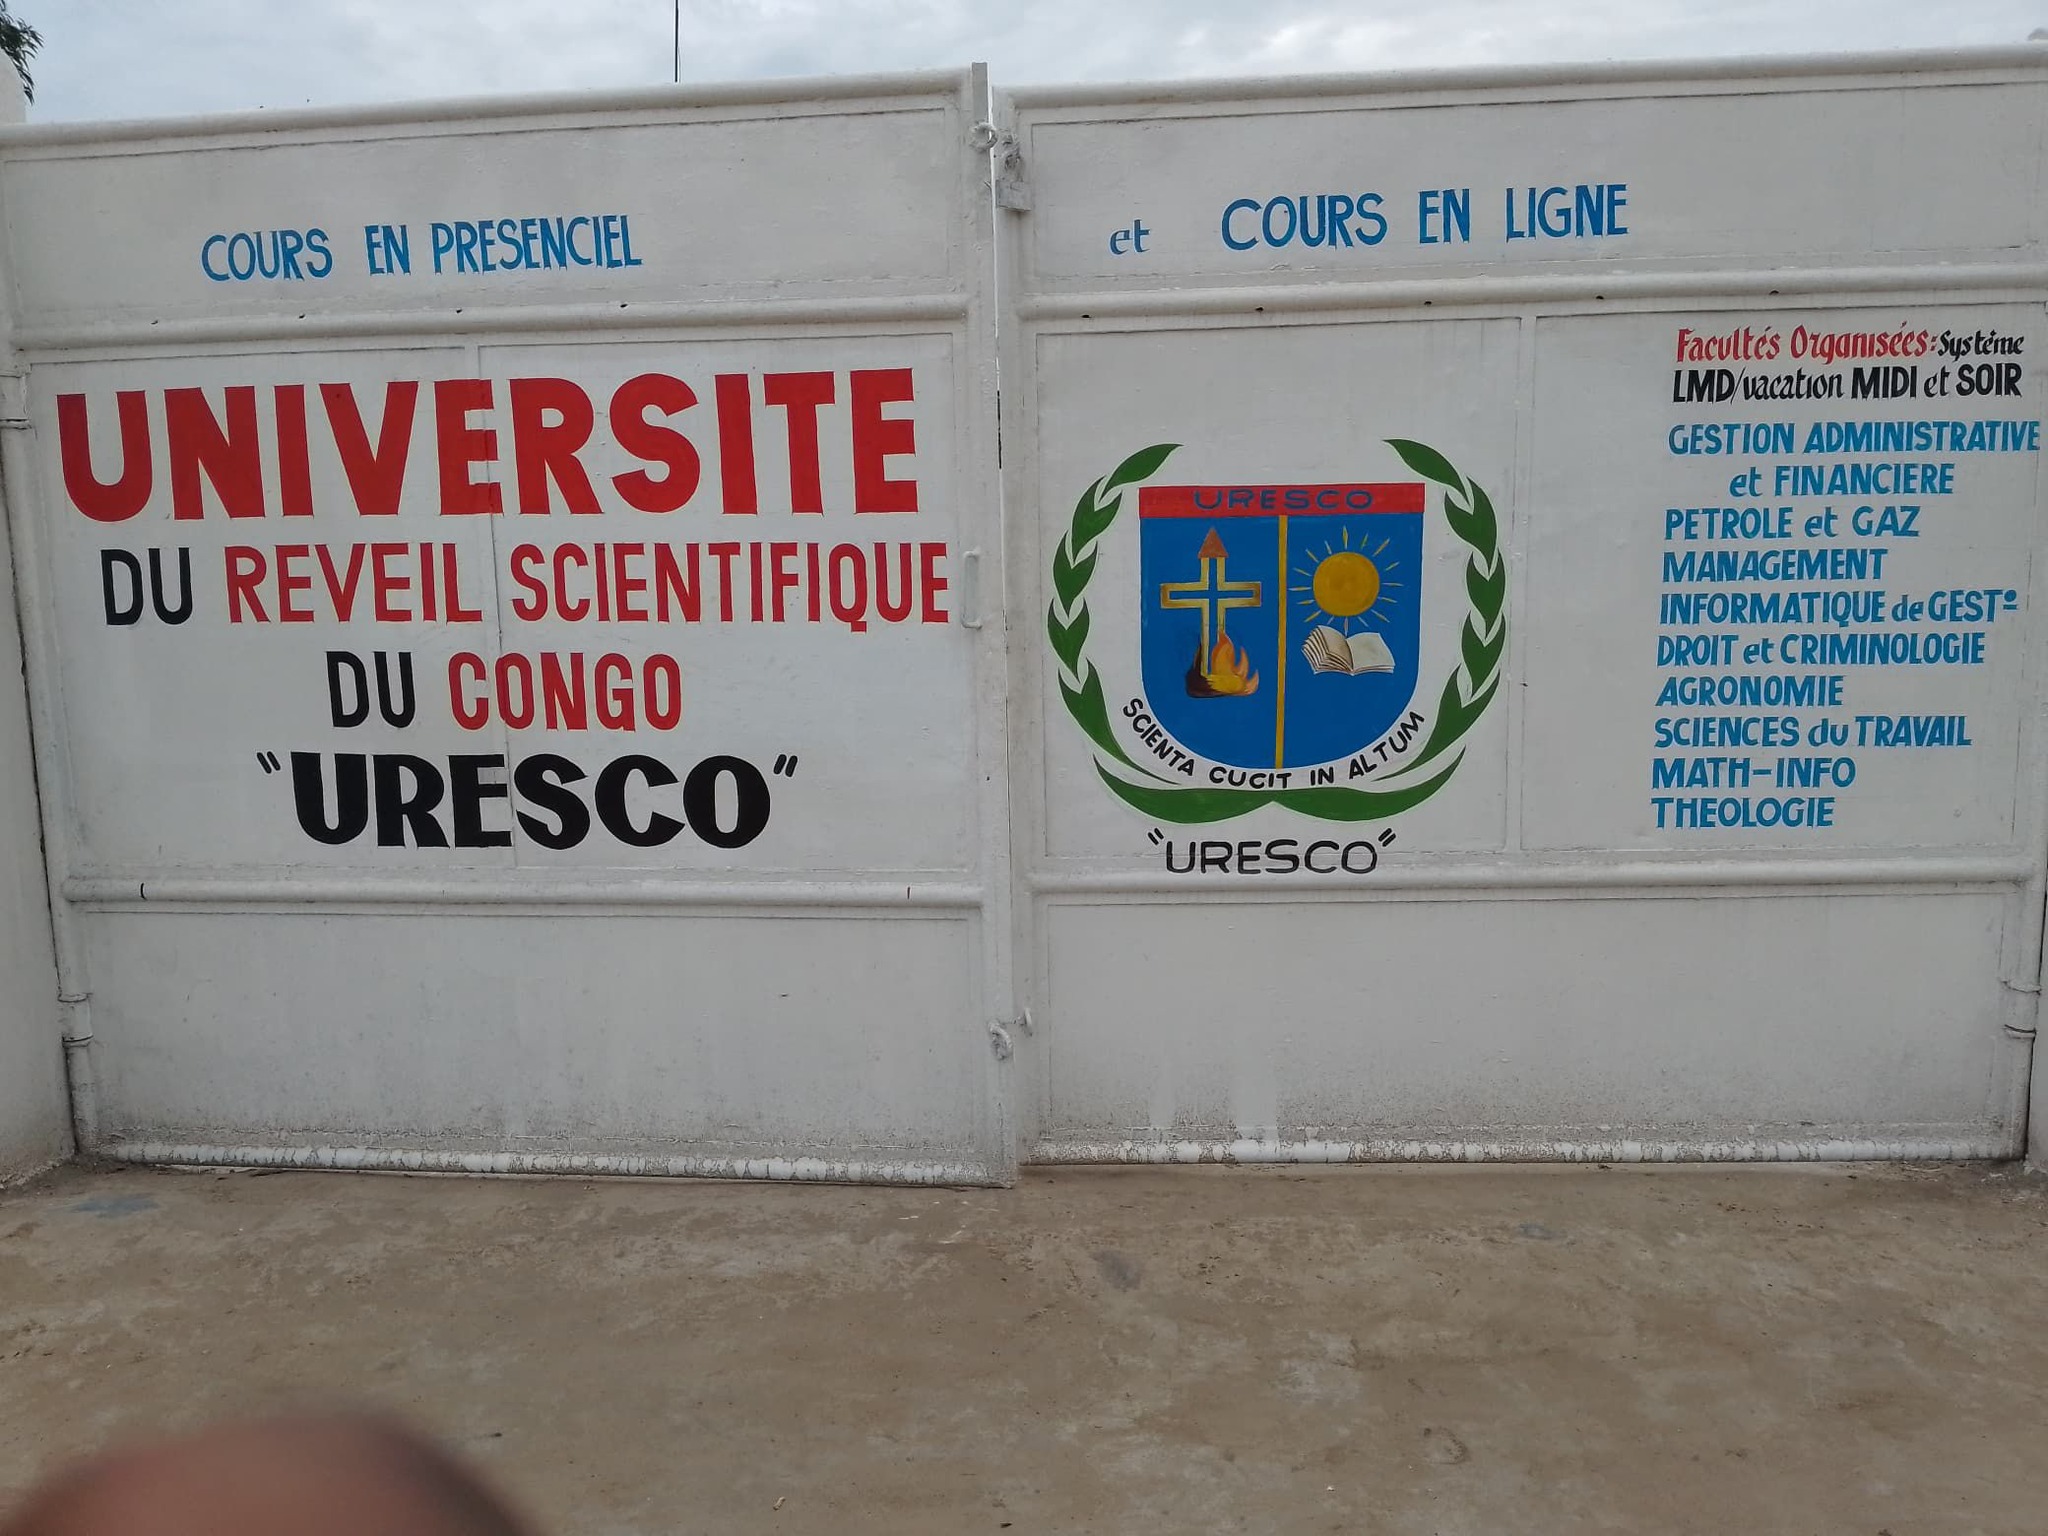 COURS EN PRESENCIEL et COURS EN LIGNE
UNIVERSITE
DU REVEIL SCIENTIFIQUE
DU CONGO
"URESCO"
URESCO
SCIENTA CUCIT IN ALTUM
"URESCO"
Facultés Organisées: Système
LMD/vacation MIDI et SOIR
GESTION ADMINISTRATIVE
et FINANCIERE
PETROLE et GAZ
MANAGEMENT
INFORMATIQUE de GESTº
DROIT et CRIMINOLOGIE
AGRONOMIE
SCIENCES du TRAVAIL
MATH-INFO
THEOLOGIE